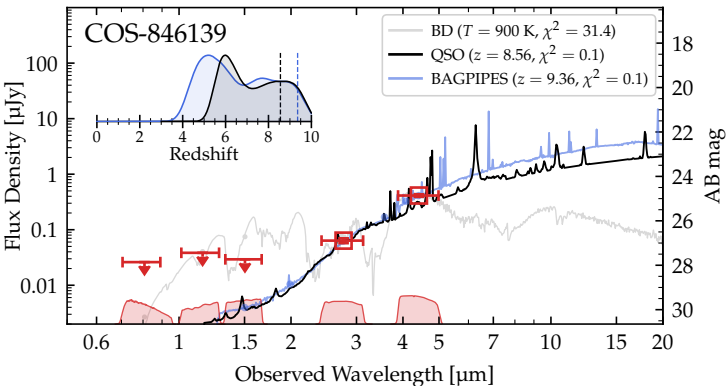 COS-846139
BD (T = 900 K, χ² = 31.4)
QSO (z = 8.56, χ² = 0.1)
BAGPIPES (z = 9.36, χ² = 0.1)
0 2 4 6 8 10
Redshift
Flux Density [µJy]
100
10
1
0.1
0.01
AB mag
18
20
22
24
26
28
30
0.6 1 1.5 2 3 4 5 7 10 15 20
Observed Wavelength [µm]